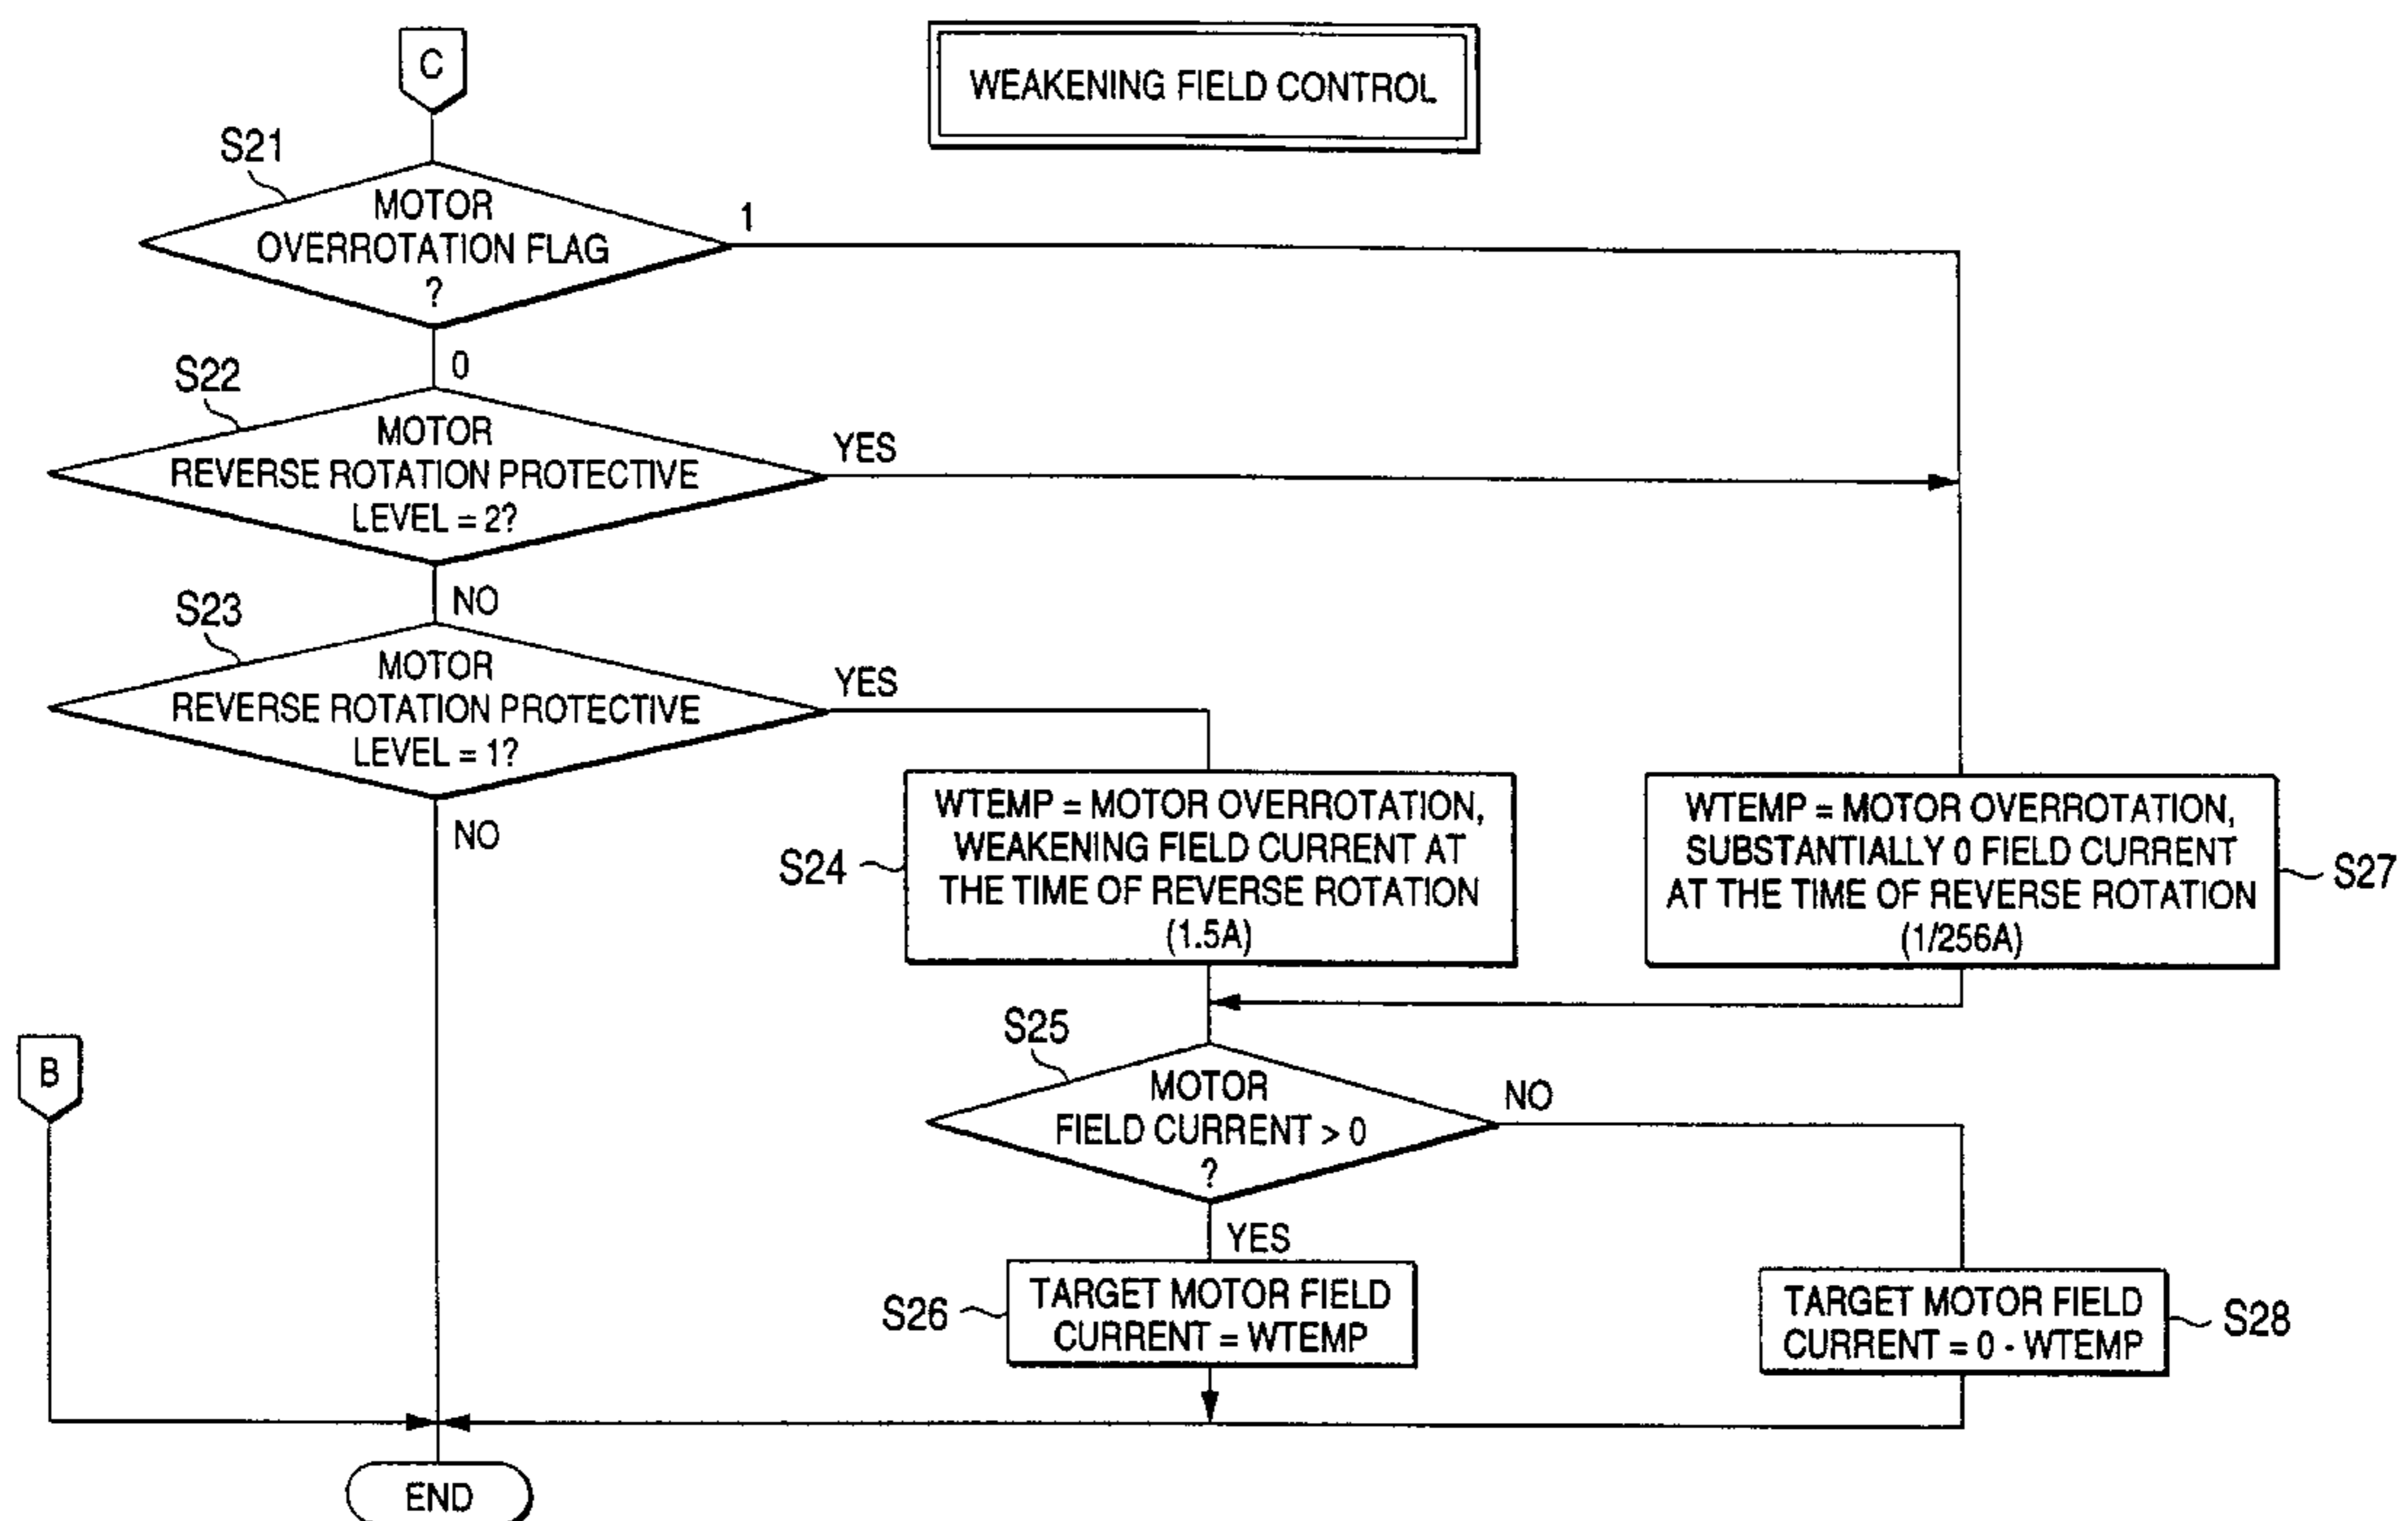 C
WEAKENING FIELD CONTROL
S21
MOTOR
OVERROTATION FLAG
?
1
0
S22
MOTOR
REVERSE ROTATION PROTECTIVE
LEVEL = 2?
YES
NO
S23
MOTOR
REVERSE ROTATION PROTECTIVE
LEVEL = 1?
YES
NO
S24
WTEMP = MOTOR OVERROTATION,
WEAKENING FIELD CURRENT AT
THE TIME OF REVERSE ROTATION
(1.5A)
WTEMP = MOTOR OVERROTATION,
SUBSTANTIALLY 0 FIELD CURRENT
AT THE TIME OF REVERSE ROTATION
(1/256A)
S27
B
S25
MOTOR
FIELD CURRENT > 0
?
NO
YES
S26
TARGET MOTOR FIELD
CURRENT = WTEMP
TARGET MOTOR FIELD
CURRENT = 0 - WTEMP
S28
END